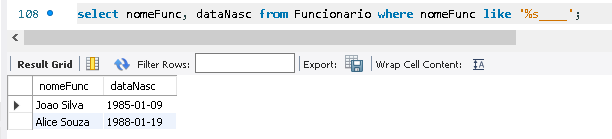 108 select nomeFunc, dataNasc from Funcionario where nomeFunc like '%s____';
Result Grid Filter Rows: Export: Wrap Cell Content:
nomeFunc dataNasc
Joao Silva 1985-01-09
Alice Souza 1988-01-19